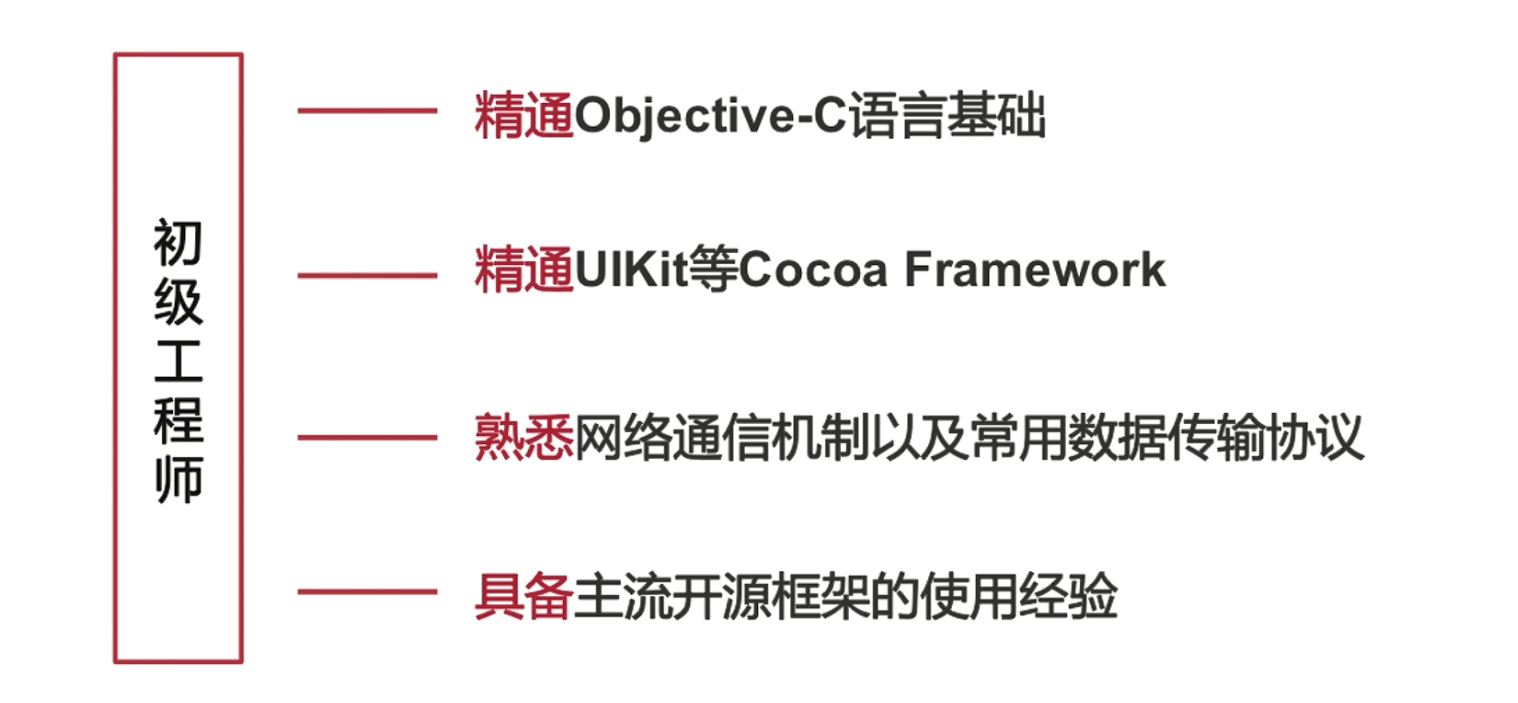 初级工程师
精通Objective-C语言基础
精通UIKit等Cocoa Framework
熟悉网络通信机制以及常用数据传输协议
具备主流开源框架的使用经验